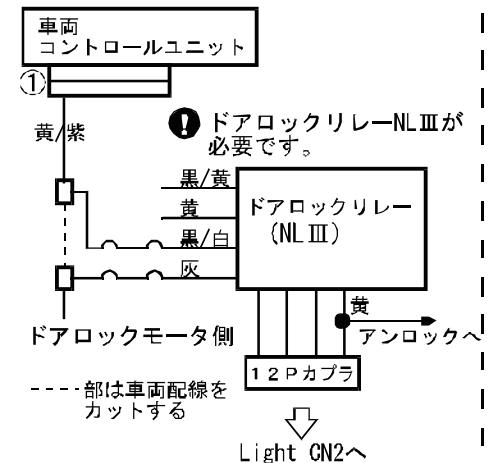 車両
コントロールユニット
①
黄/紫
! ドアロックリレーNLⅢが
必要です。
黒/黄
黄
黒/白
灰
ドアロックリレー
(NLⅢ)
黄
アンロックへ
ドアロックモータ側
12Pカプラ
部は車両配線を
カットする
Light CN2へ